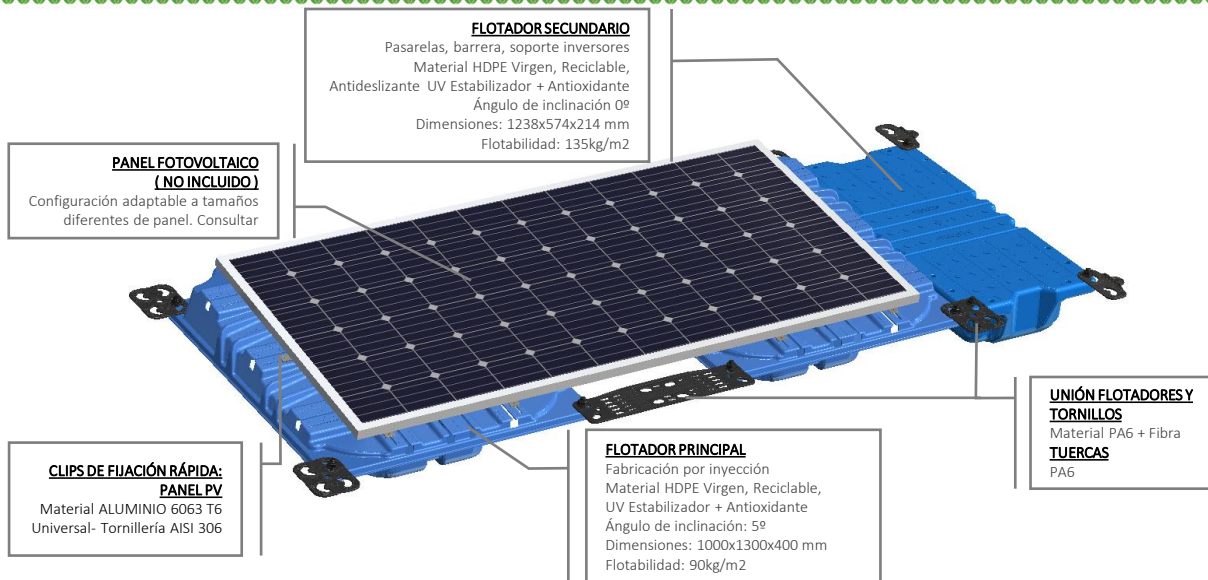 FLOTADOR SECUNDARIO
Pasarelas, barrera, soporte inversores
Material HDPE Virgen, Reciclable,
Antideslizante UV Estabilizador + Antioxidante
Ángulo de inclinación 0º
Dimensiones: 1238x574x214 mm
Flotabilidad: 135kg/m2
PANEL FOTOVOLTAICO
( NO INCLUIDO )
Configuración adaptable a tamaños
diferentes de panel. Consultar
CLIPS DE FIJACIÓN RÁPIDA:
PANEL PV
Material ALUMINIO 6063 T6
Universal- Tornillería AISI 306
FLOTADOR PRINCIPAL
Fabricación por inyección
Material HDPE Virgen, Reciclable,
UV Estabilizador + Antioxidante
Ángulo de inclinación: 5º
Dimensiones: 1000x1300x400 mm
Flotabilidad: 90kg/m2
UNIÓN FLOTADORES Y
TORNILLOS
Material PA6 + Fibra
TUERCAS
PA6